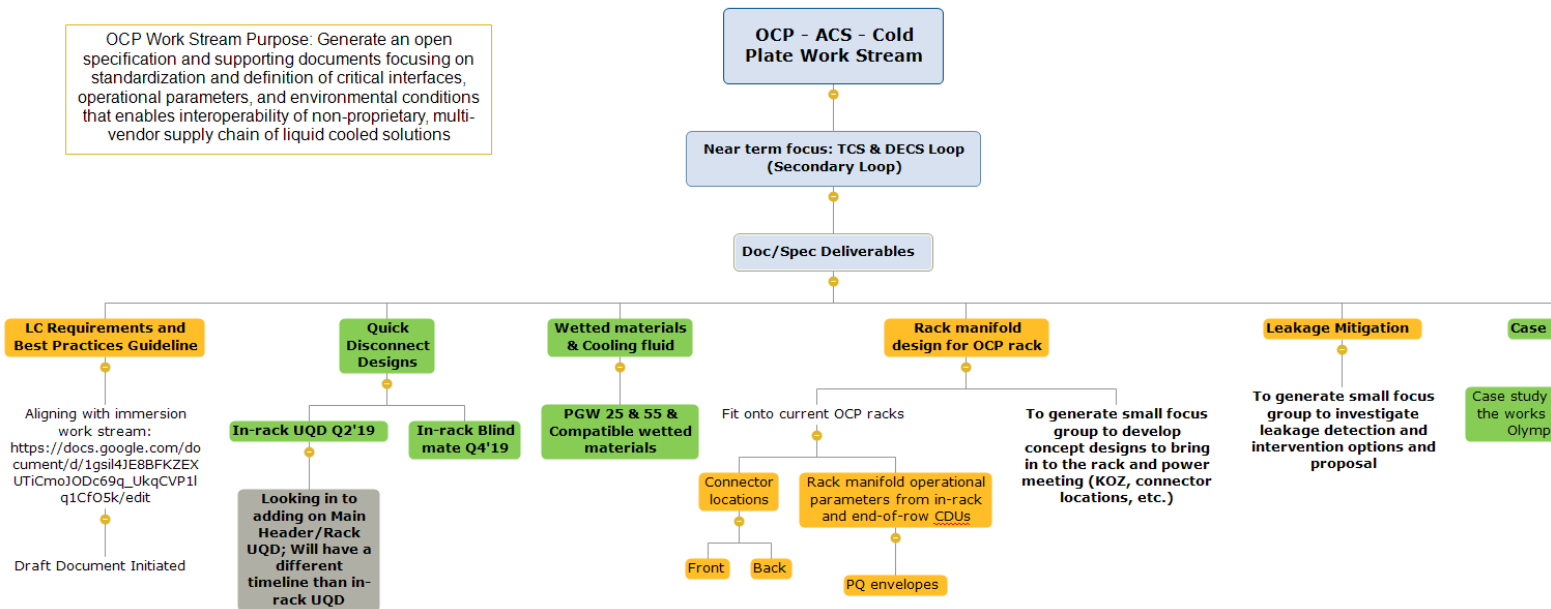 OCP Work Stream Purpose: Generate an open
specification and supporting documents focusing on
standardization and definition of critical interfaces,
operational parameters, and environmental conditions
that enables interoperability of non-proprietary, multi-
vendor supply chain of liquid cooled solutions
OCP - ACS - Cold
Plate Work Stream
Near term focus: TCS & DECS Loop
(Secondary Loop)
Doc/Spec Deliverables
LC Requirements and
Best Practices Guideline
Aligning with immersion
work stream:
https://docs.google.com/do
cument/d/1gsil4JE8BFKZEX
UTiCmoJODc69q_UkqCVP1l
q1CfO5k/edit
Draft Document Initiated
Quick
Disconnect
Designs
In-rack UQD Q2'19
Looking in to
adding on Main
Header/Rack
UQD; Will have a
different
timeline than in-
rack UQD
In-rack Blind
mate Q4'19
Wetted materials
& Cooling fluid
PGW 25 & 55 &
Compatible wetted
materials
Rack manifold
design for OCP rack
Fit onto current OCP racks
Connector
locations
Front
Back
Rack manifold operational
parameters from in-rack
and end-of-row CDUs
PQ envelopes
To generate small focus
group to develop
concept designs to bring
in to the rack and power
meeting (KOZ, connector
locations, etc.)
Leakage Mitigation
To generate small focus
group to investigate
leakage detection and
intervention options and
proposal
Case
Case study
the works
Olymp